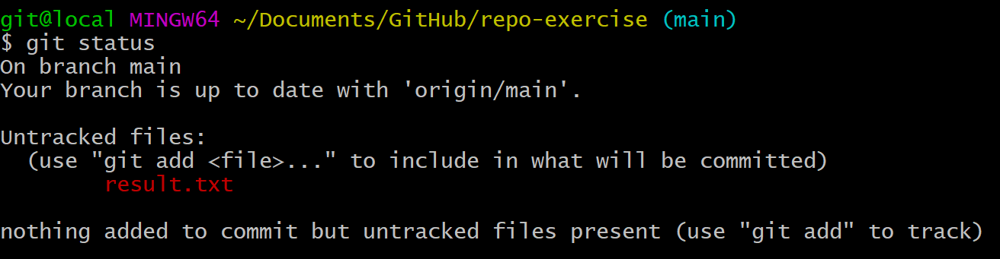 git@local MINGW64 ~/Documents/GitHub/repo-exercise (main)
$ git status
On branch main
Your branch is up to date with 'origin/main'.
Untracked files:
(use "git add <file>..." to include in what will be committed)
result.txt
nothing added to commit but untracked files present (use "git add" to track)